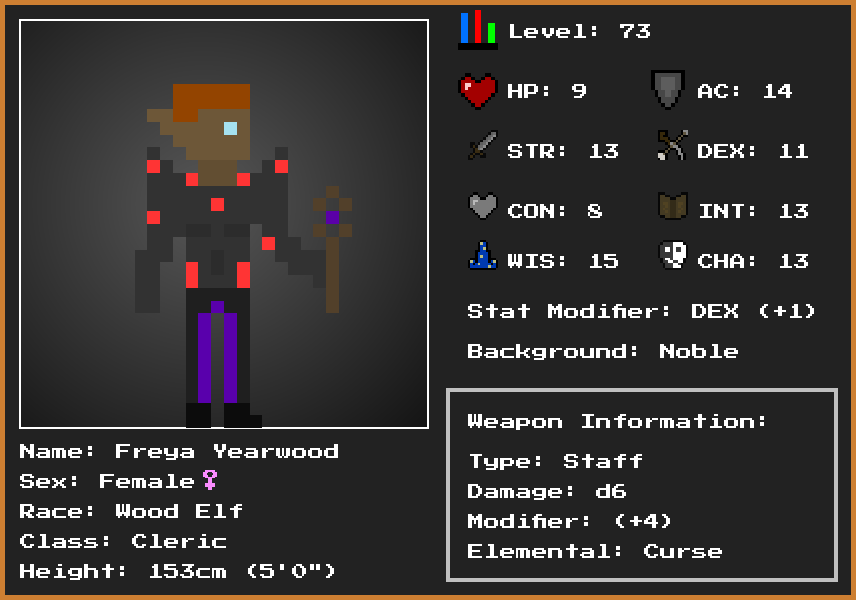 Level: 73
HP: 9
AC: 14
STR: 13
DEX: 11
CON: 8
INT: 13
WIS: 15
CHA: 13
Stat Modifier: DEX (+1)
Background: Noble
Weapon Information:
Type: Staff
Damage: d6
Modifier: (+4)
Elemental: Curse
Name: Freya Yearwood
Sex: Female♀
Race: Wood Elf
Class: Cleric
Height: 153cm (5'0")